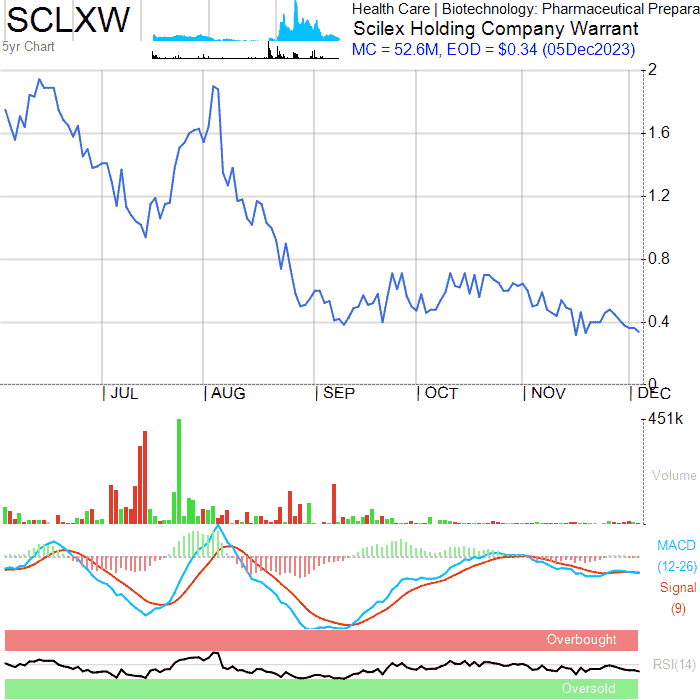 SCLXW
5yr Chart
Health Care | Biotechnology: Pharmaceutical Prepara
Scilex Holding Company Warrant
MC = 52.6M, EOD = $0.34 (05Dec2023)
2
1.6
1.2
0.8
0.4
0
| JUL
| AUG
| SEP
| OCT
| NOV
| DEC
451k
Volume
MACD
(12-26)
Signal
(9)
Overbought
RSI(14)
Oversold